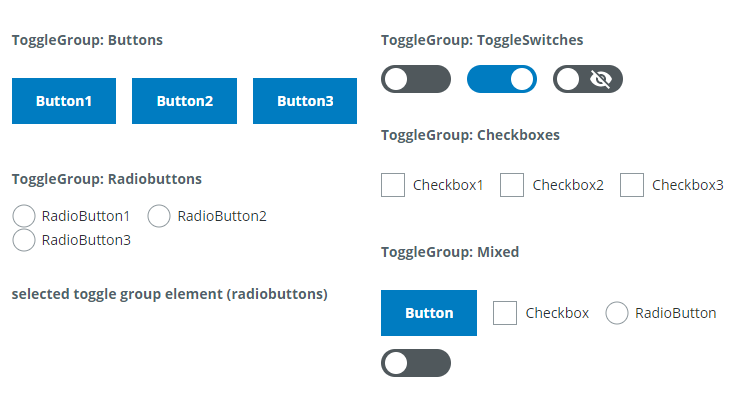 ToggleGroup: Buttons
Button1 Button2 Button3
ToggleGroup: Radiobuttons
RadioButton1 RadioButton2
RadioButton3
selected toggle group element (radiobuttons)
ToggleGroup: ToggleSwitches
ToggleGroup: Checkboxes
Checkbox1 Checkbox2 Checkbox3
ToggleGroup: Mixed
Button Checkbox RadioButton